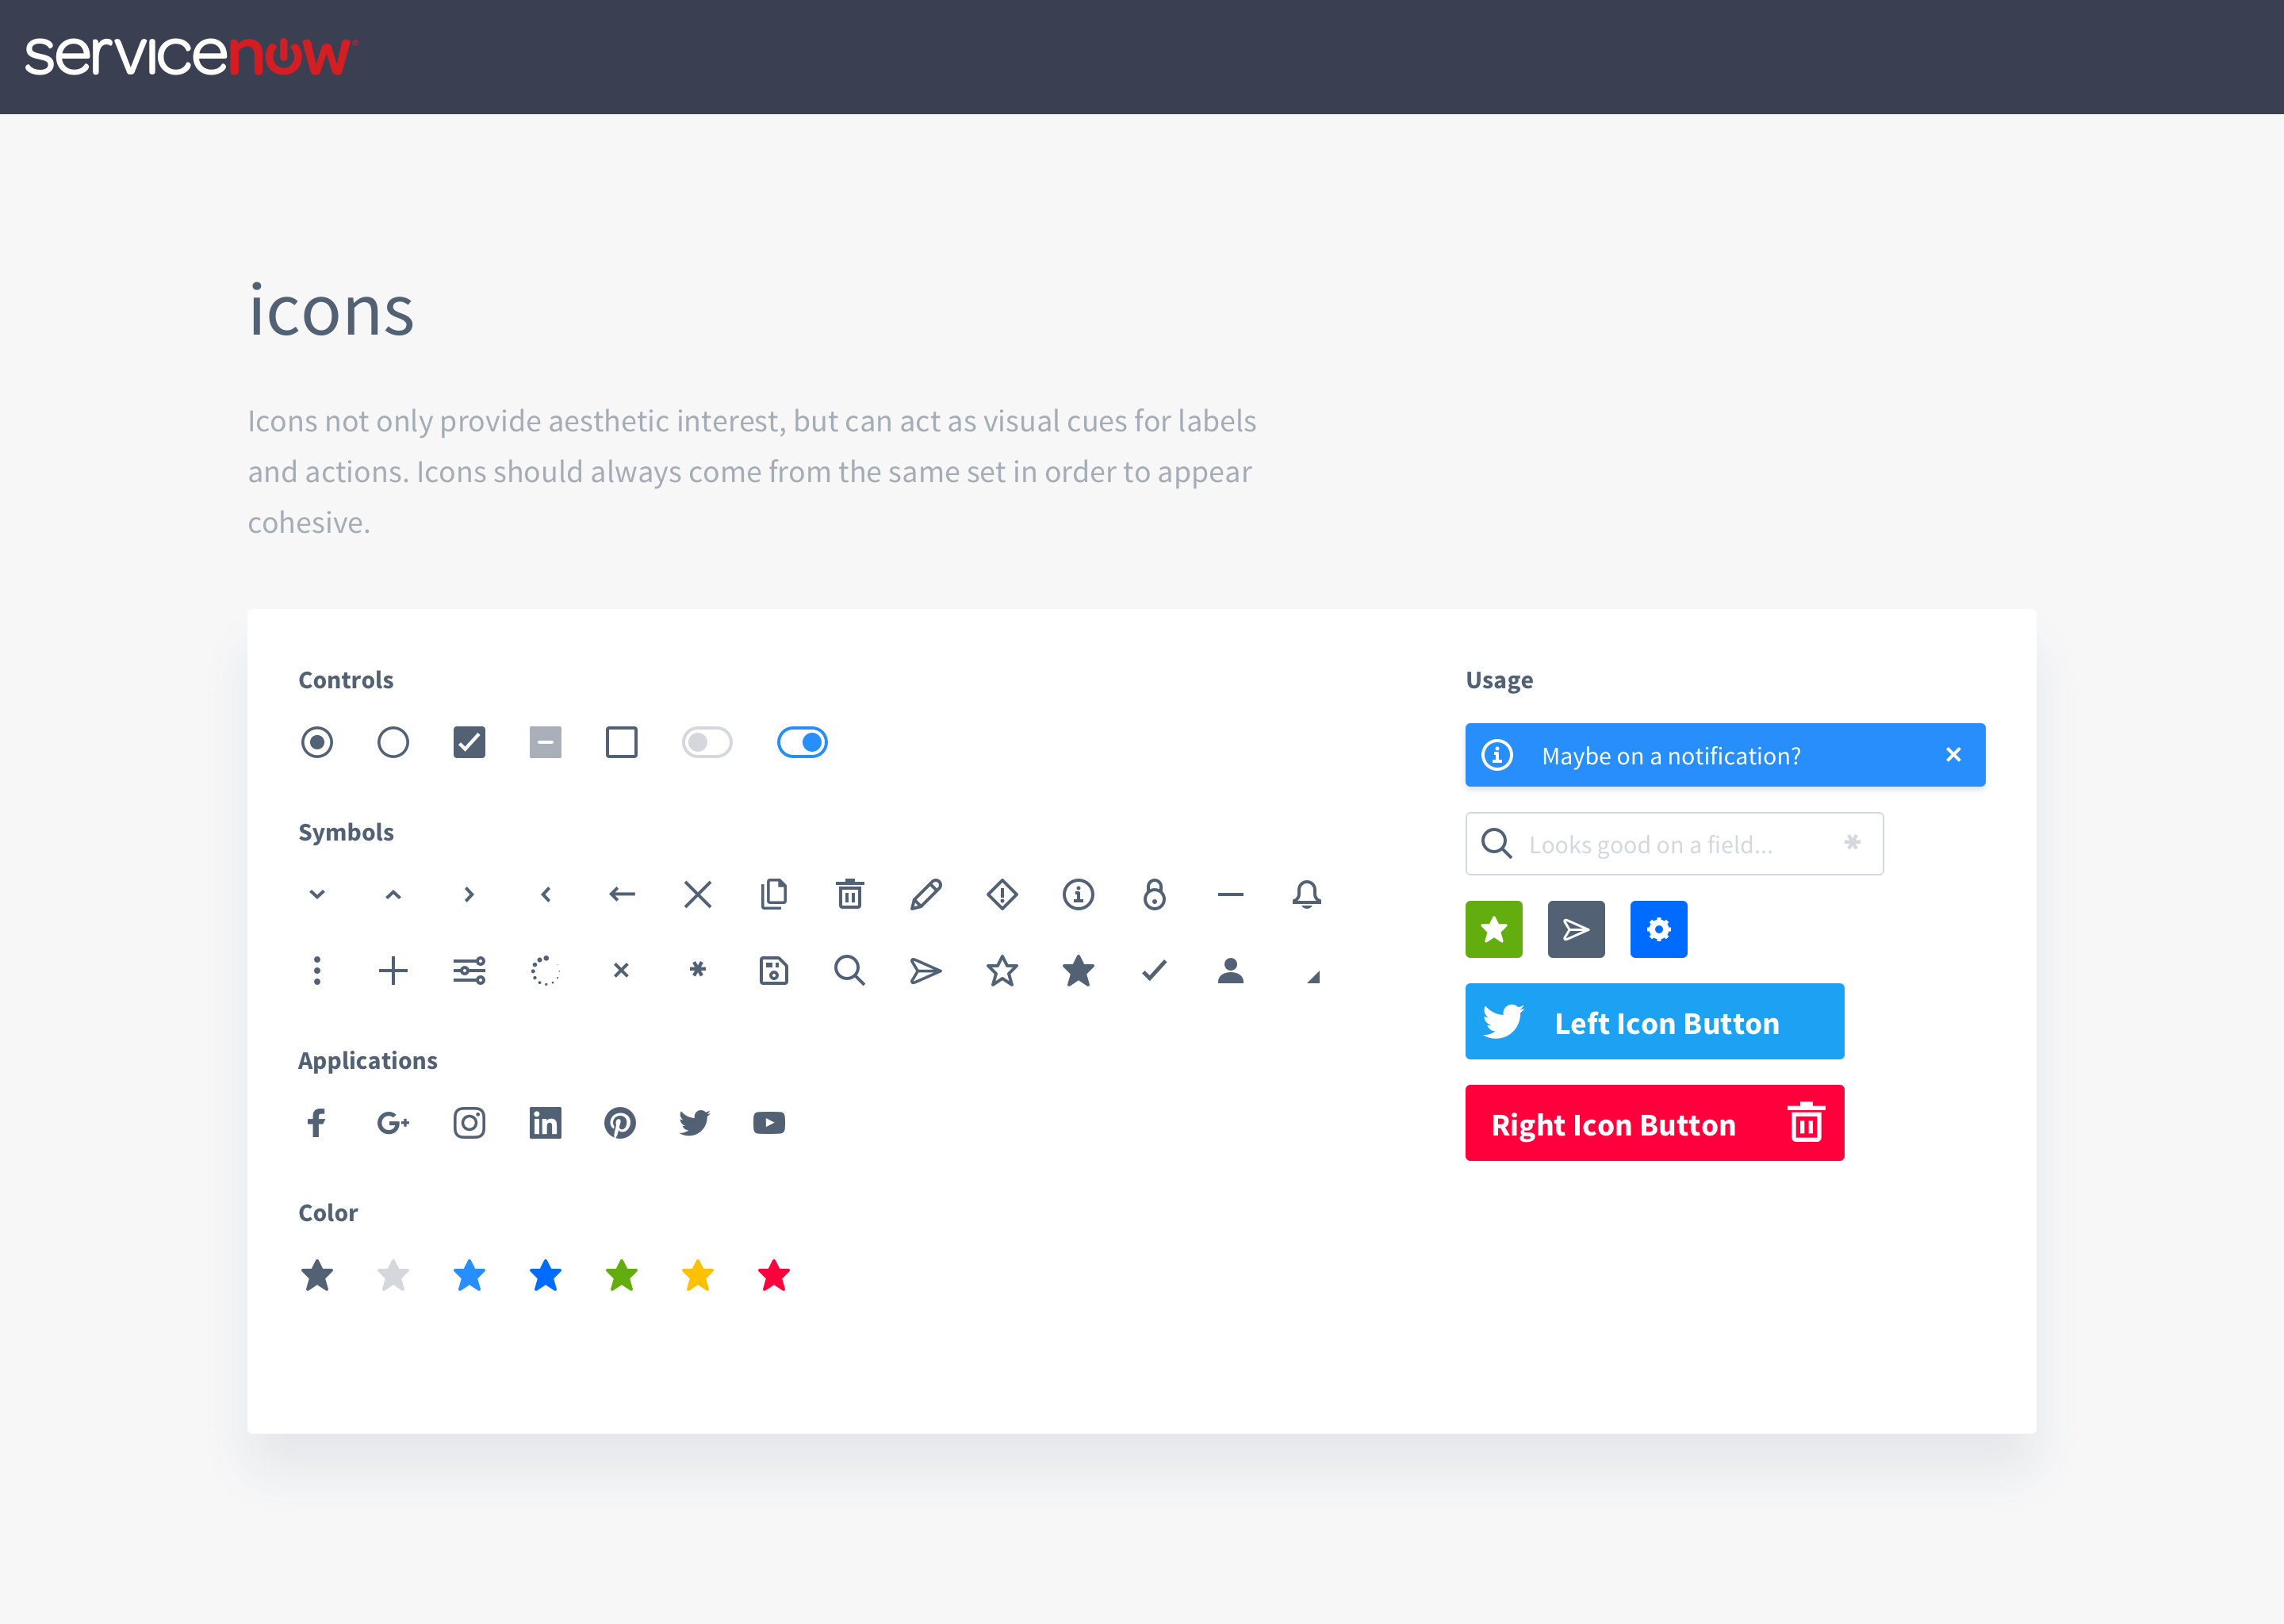 servicenow
icons
Icons not only provide aesthetic interest, but can act as visual cues for labels
and actions. Icons should always come from the same set in order to appear
cohesive.
Controls
Symbols
Applications
Color
Usage
Maybe on a notification?
Looks good on a field... *
Left Icon Button
Right Icon Button